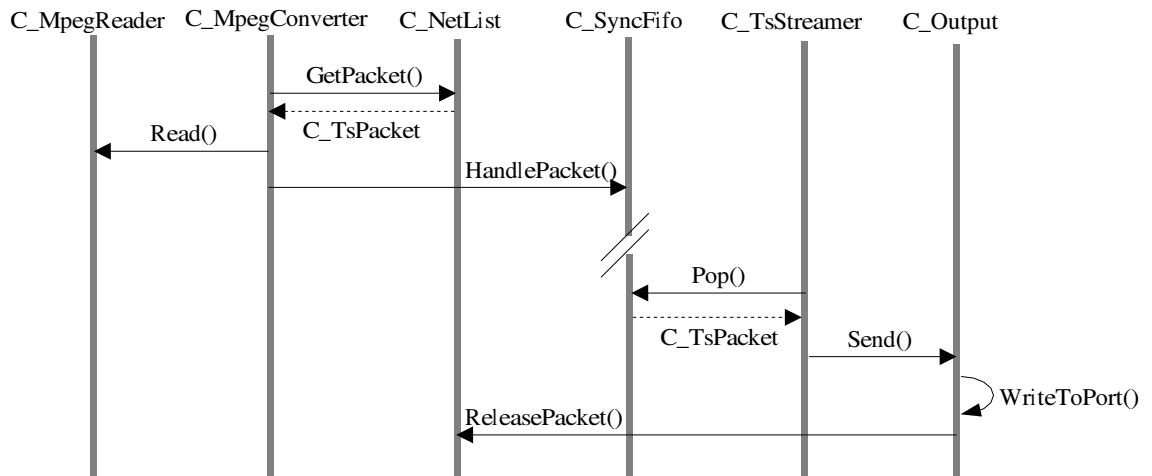 C_MpegReader
C_MpegConverter
C_NetList
C_SyncFifo
C_TsStreamer
C_Output
GetPacket()
C_TsPacket
Read()
HandlePacket()
Pop()
C_TsPacket
Send()
WriteToPort()
ReleasePacket()